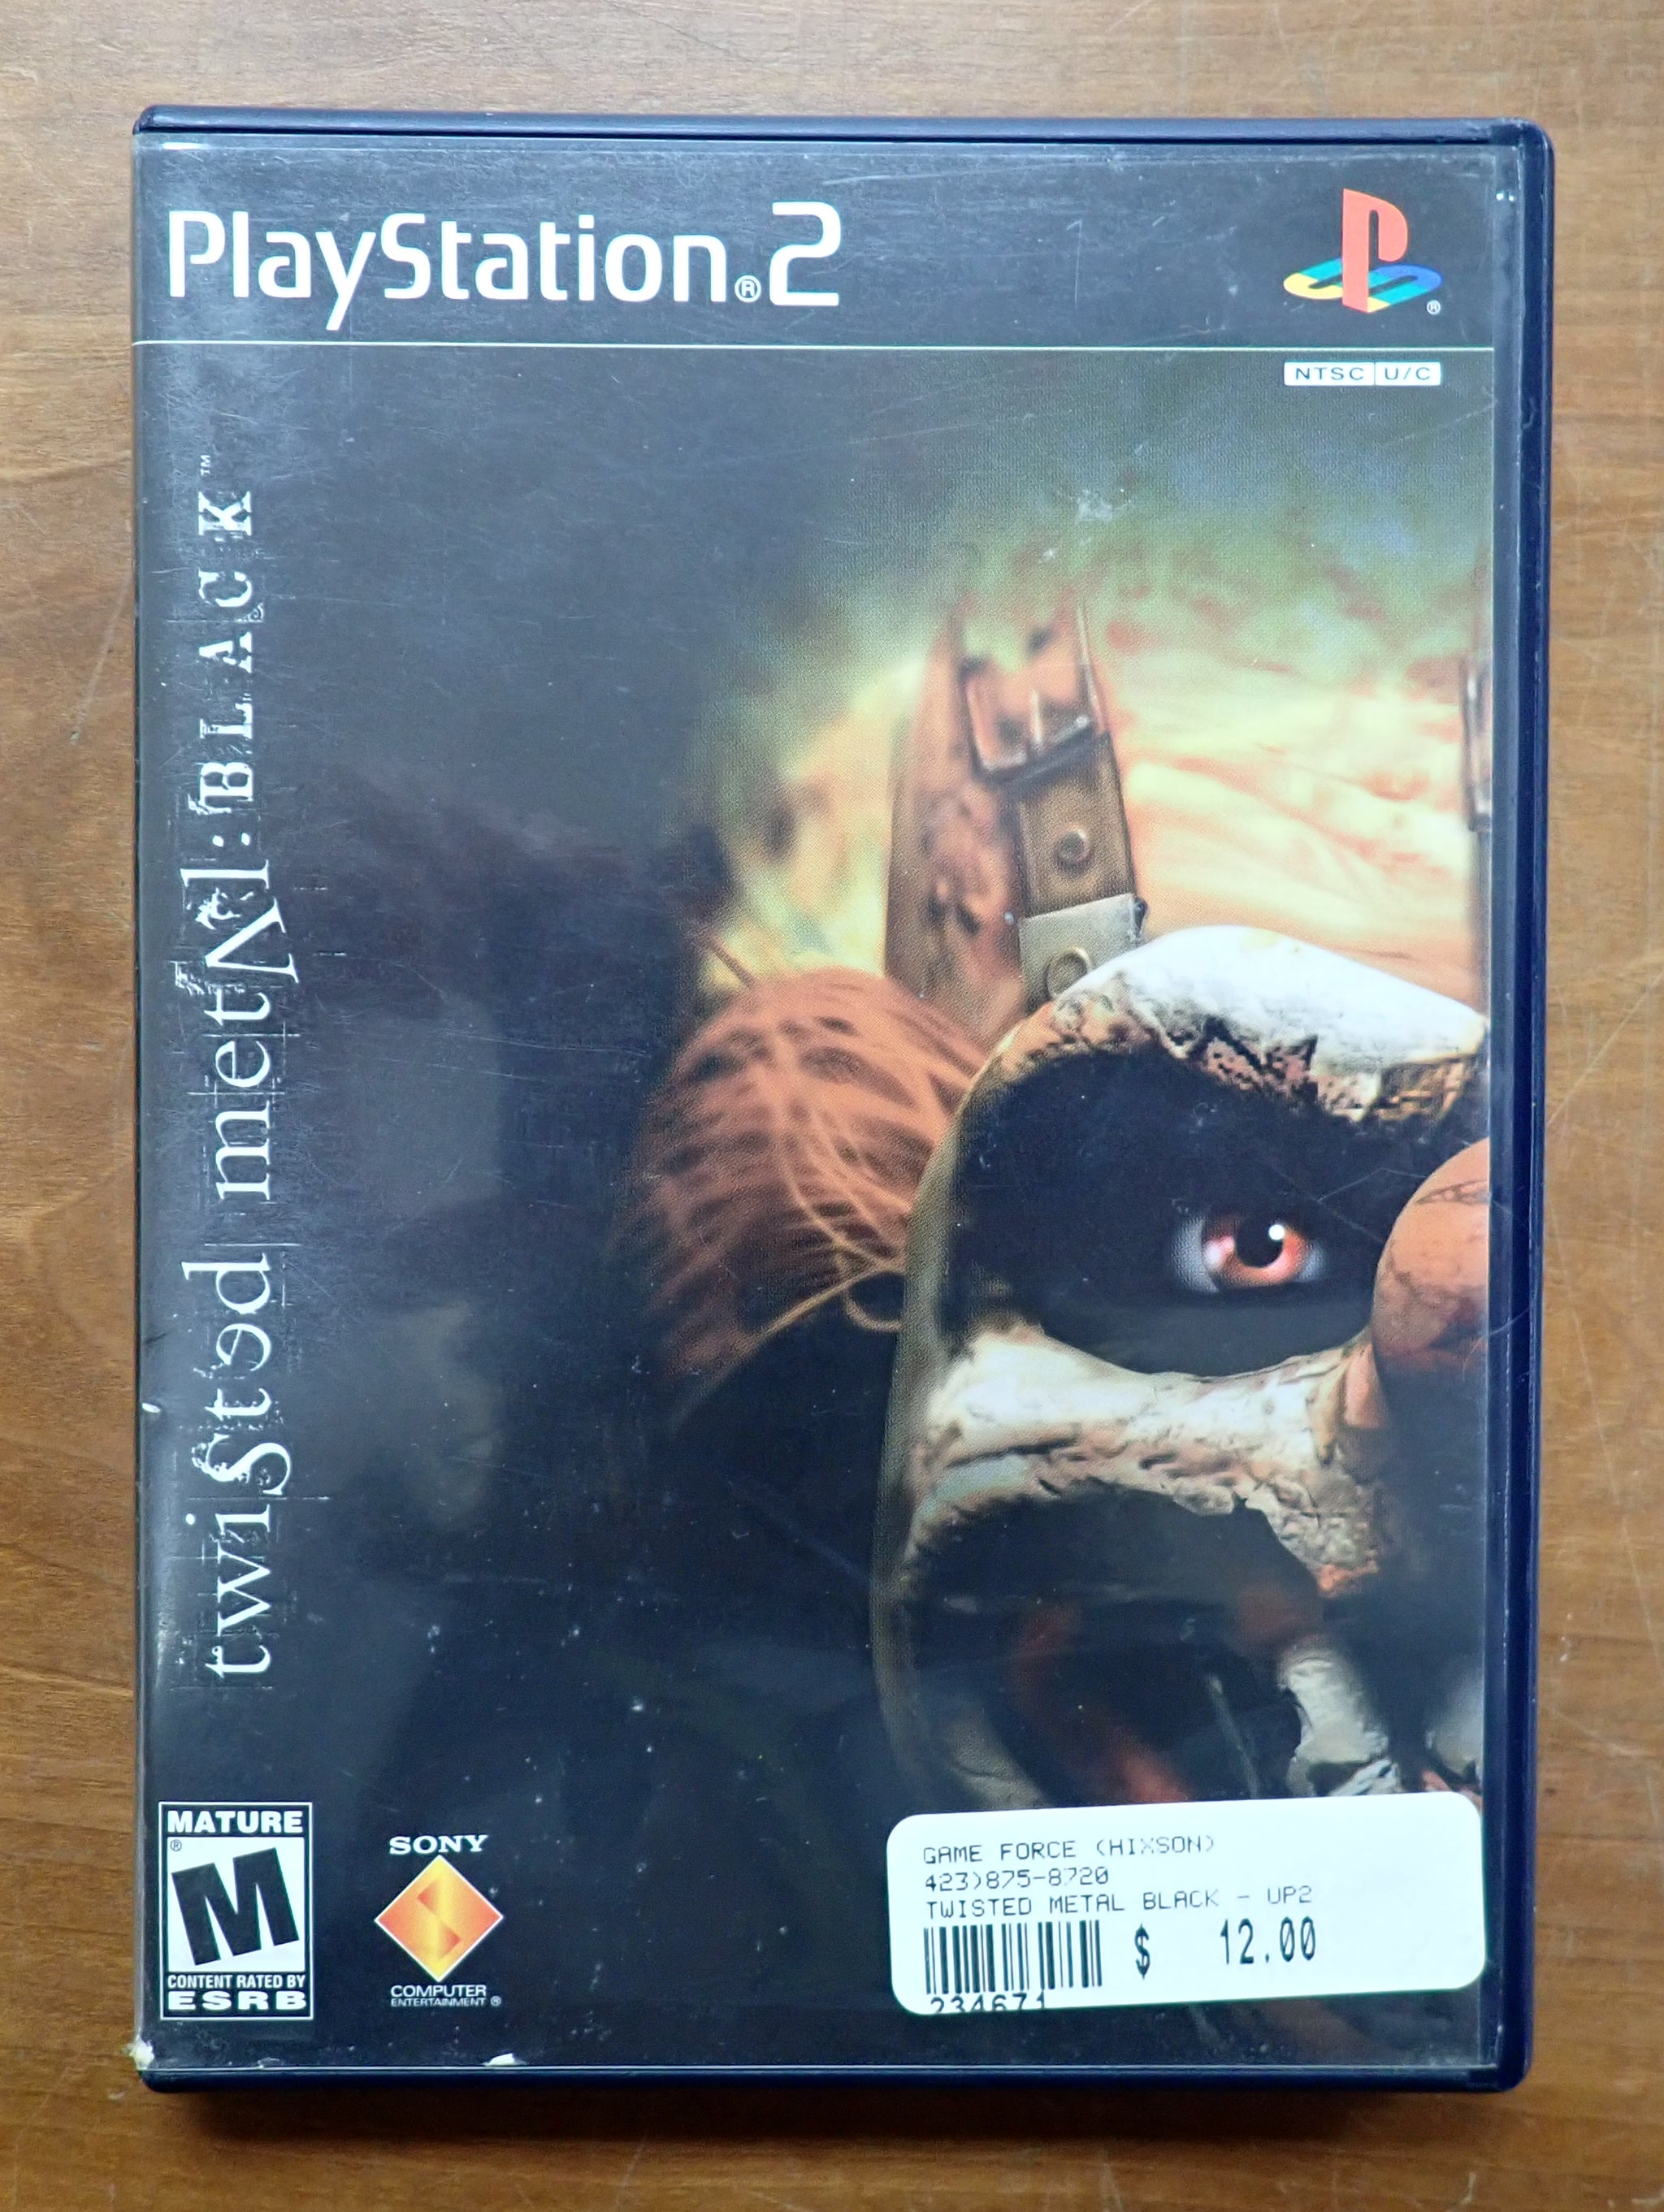 PlayStation®2
®
NTSC U/C
twiSted metAl:BLACK™
MATURE
®
M
CONTENT RATED BY
ESRB
SONY
COMPUTER
ENTERTAINMENT®
GAME FORCE (HIXSON)
423)875-8720
TWISTED METAL BLACK - UP2
$ 12.00
234671